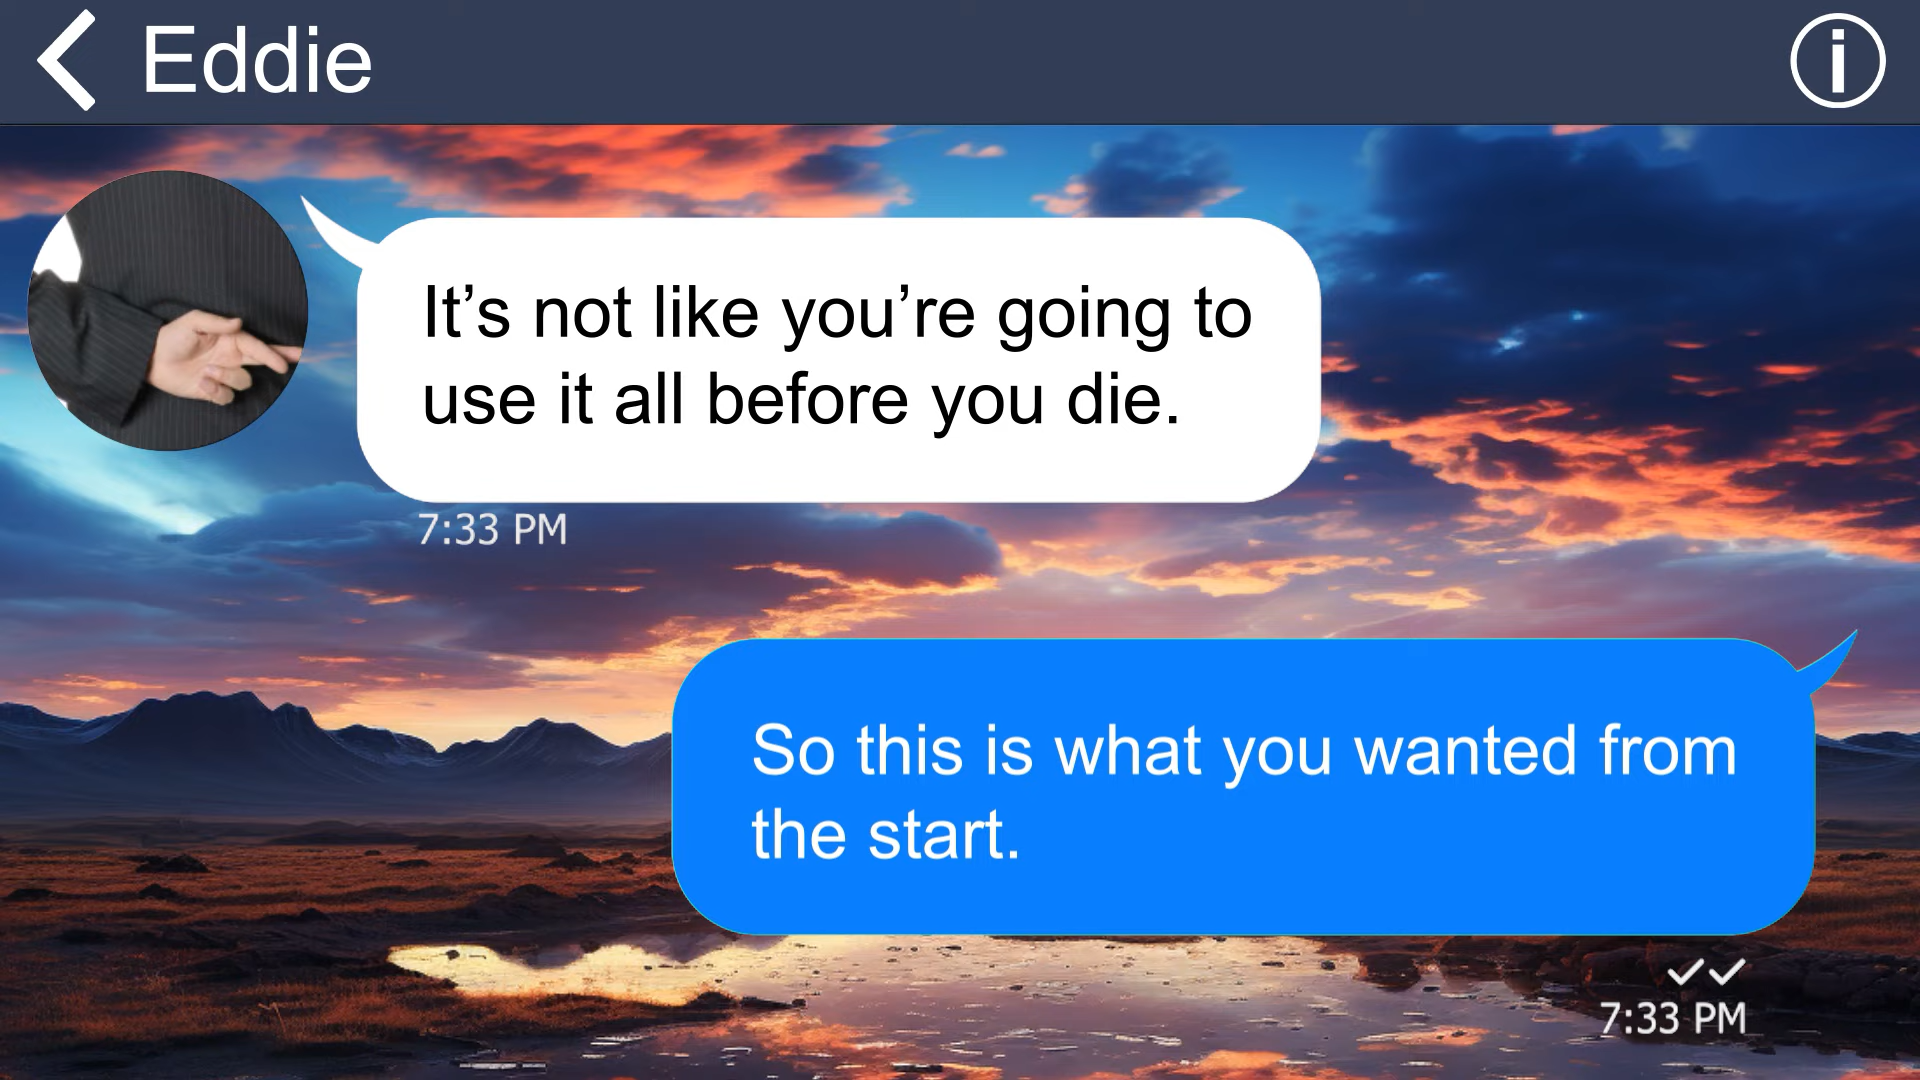 Eddie
It’s not like you’re going to
use it all before you die.
7:33 PM
So this is what you wanted from
the start.
7:33 PM